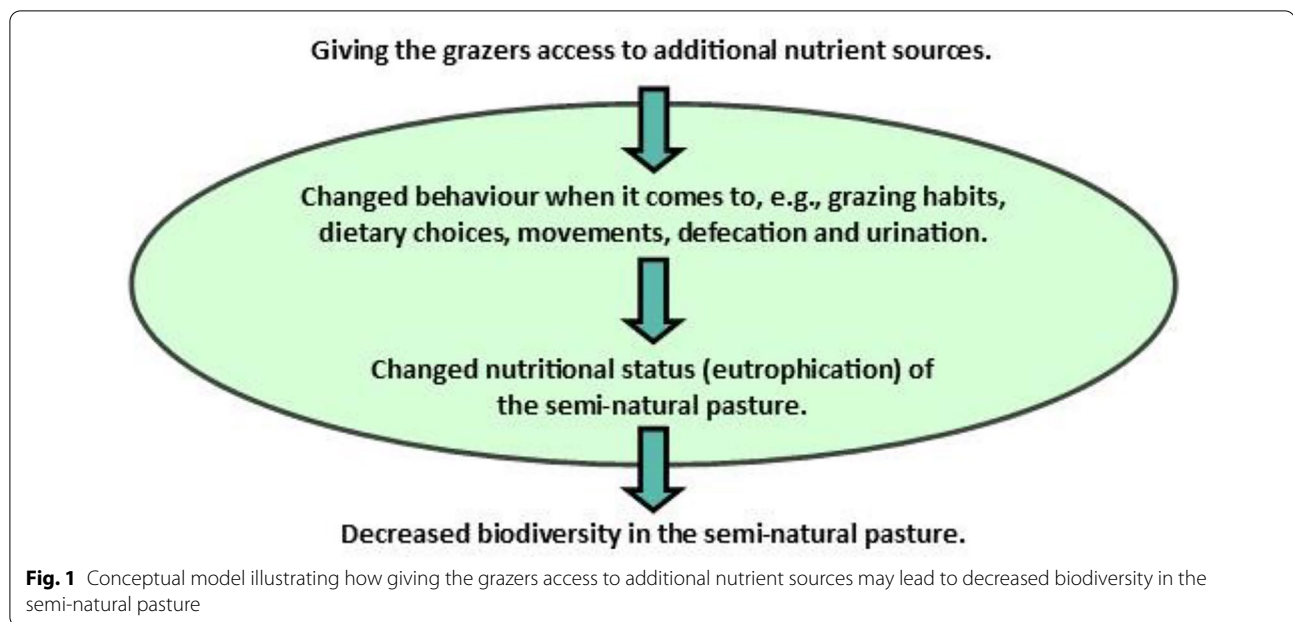 Giving the grazers access to additional nutrient sources.
Changed behaviour when it comes to, e.g., grazing habits,
dietary choices, movements, defecation and urination.
Changed nutritional status (eutrophication) of
the semi-natural pasture.
Decreased biodiversity in the semi-natural pasture.
Fig. 1 Conceptual model illustrating how giving the grazers access to additional nutrient sources may lead to decreased biodiversity in the
semi-natural pasture